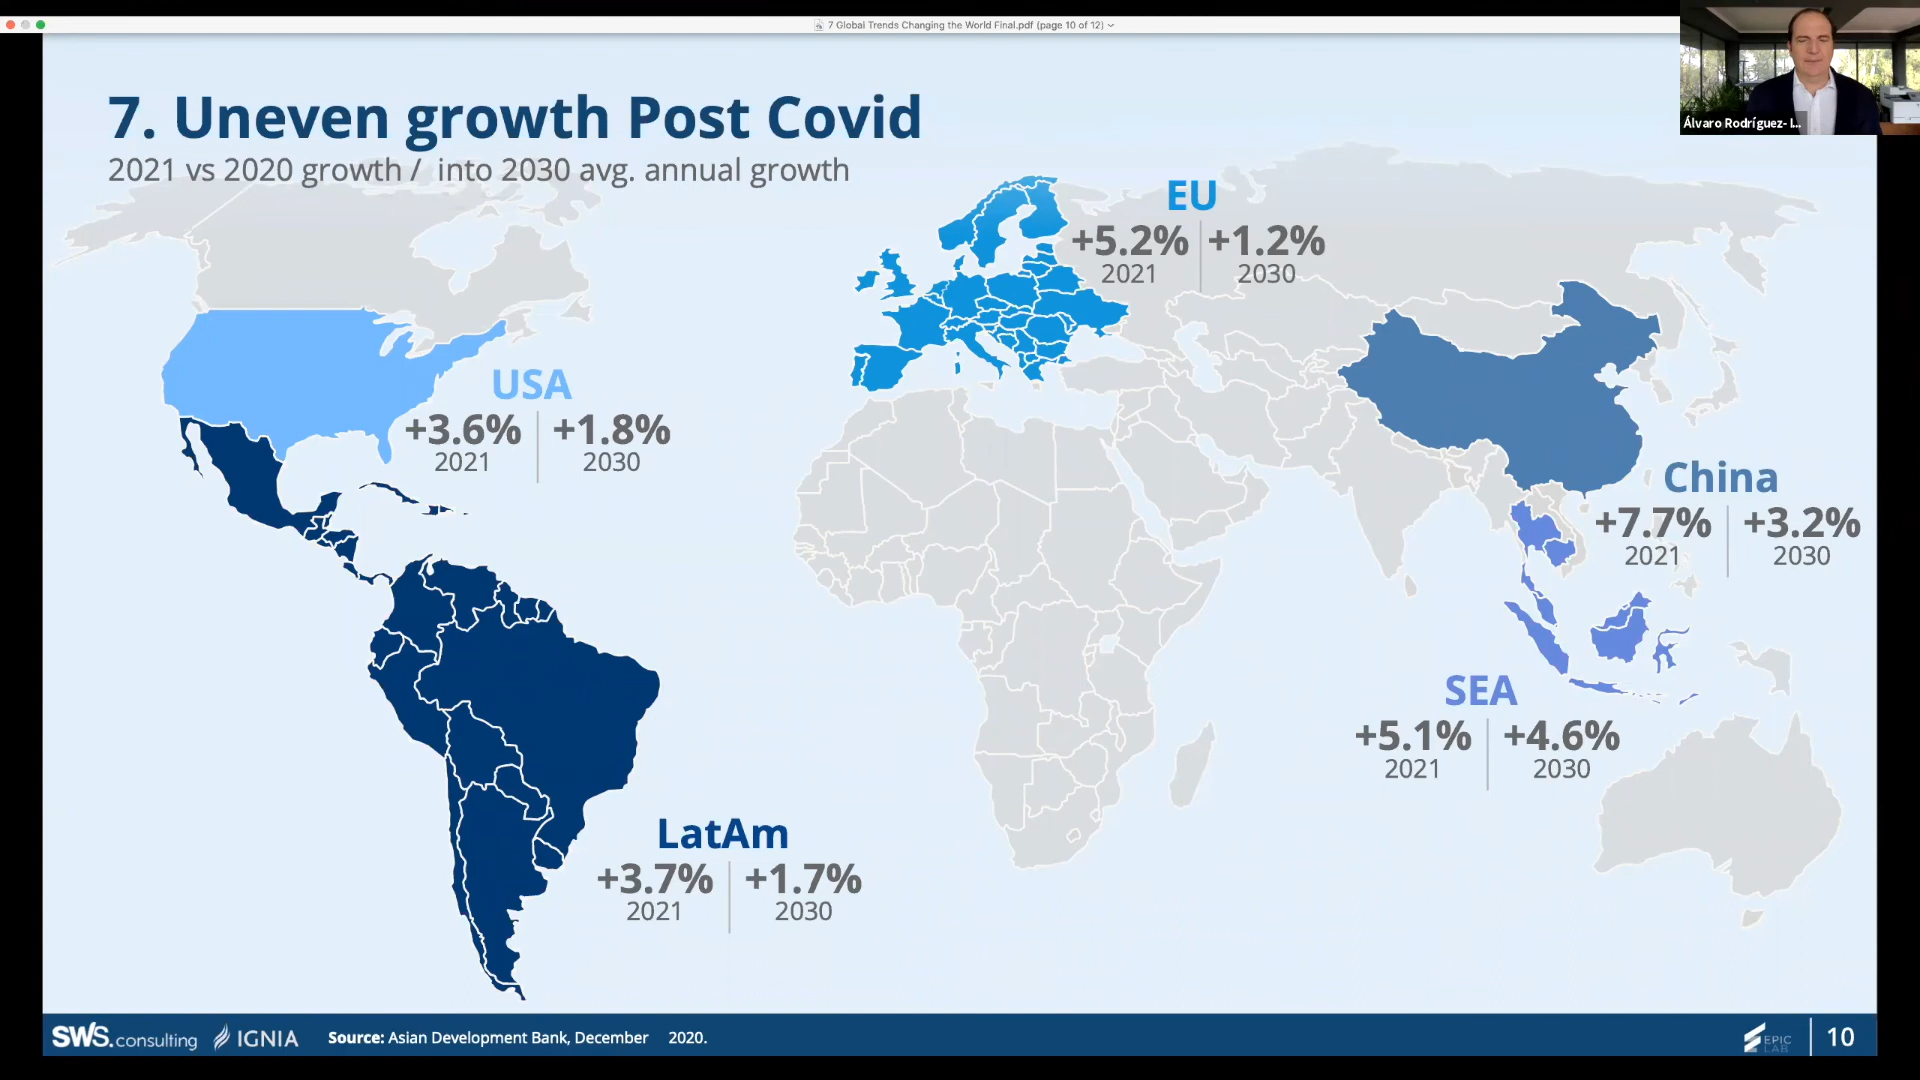 7 Global Trends Changing the World Final.pdf (page 10 of 12)
Álvaro Rodríguez- I...
7. Uneven growth Post Covid
2021 vs 2020 growth / into 2030 avg. annual growth
EU
+5.2% +1.2%
2021 2030
USA
+3.6% +1.8%
2021 2030
China
+7.7% +3.2%
2021 2030
SEA
+5.1% +4.6%
2021 2030
LatAm
+3.7% +1.7%
2021 2030
SWS.consulting IGNIA Source: Asian Development Bank, December 2020. EPIC LAB 10